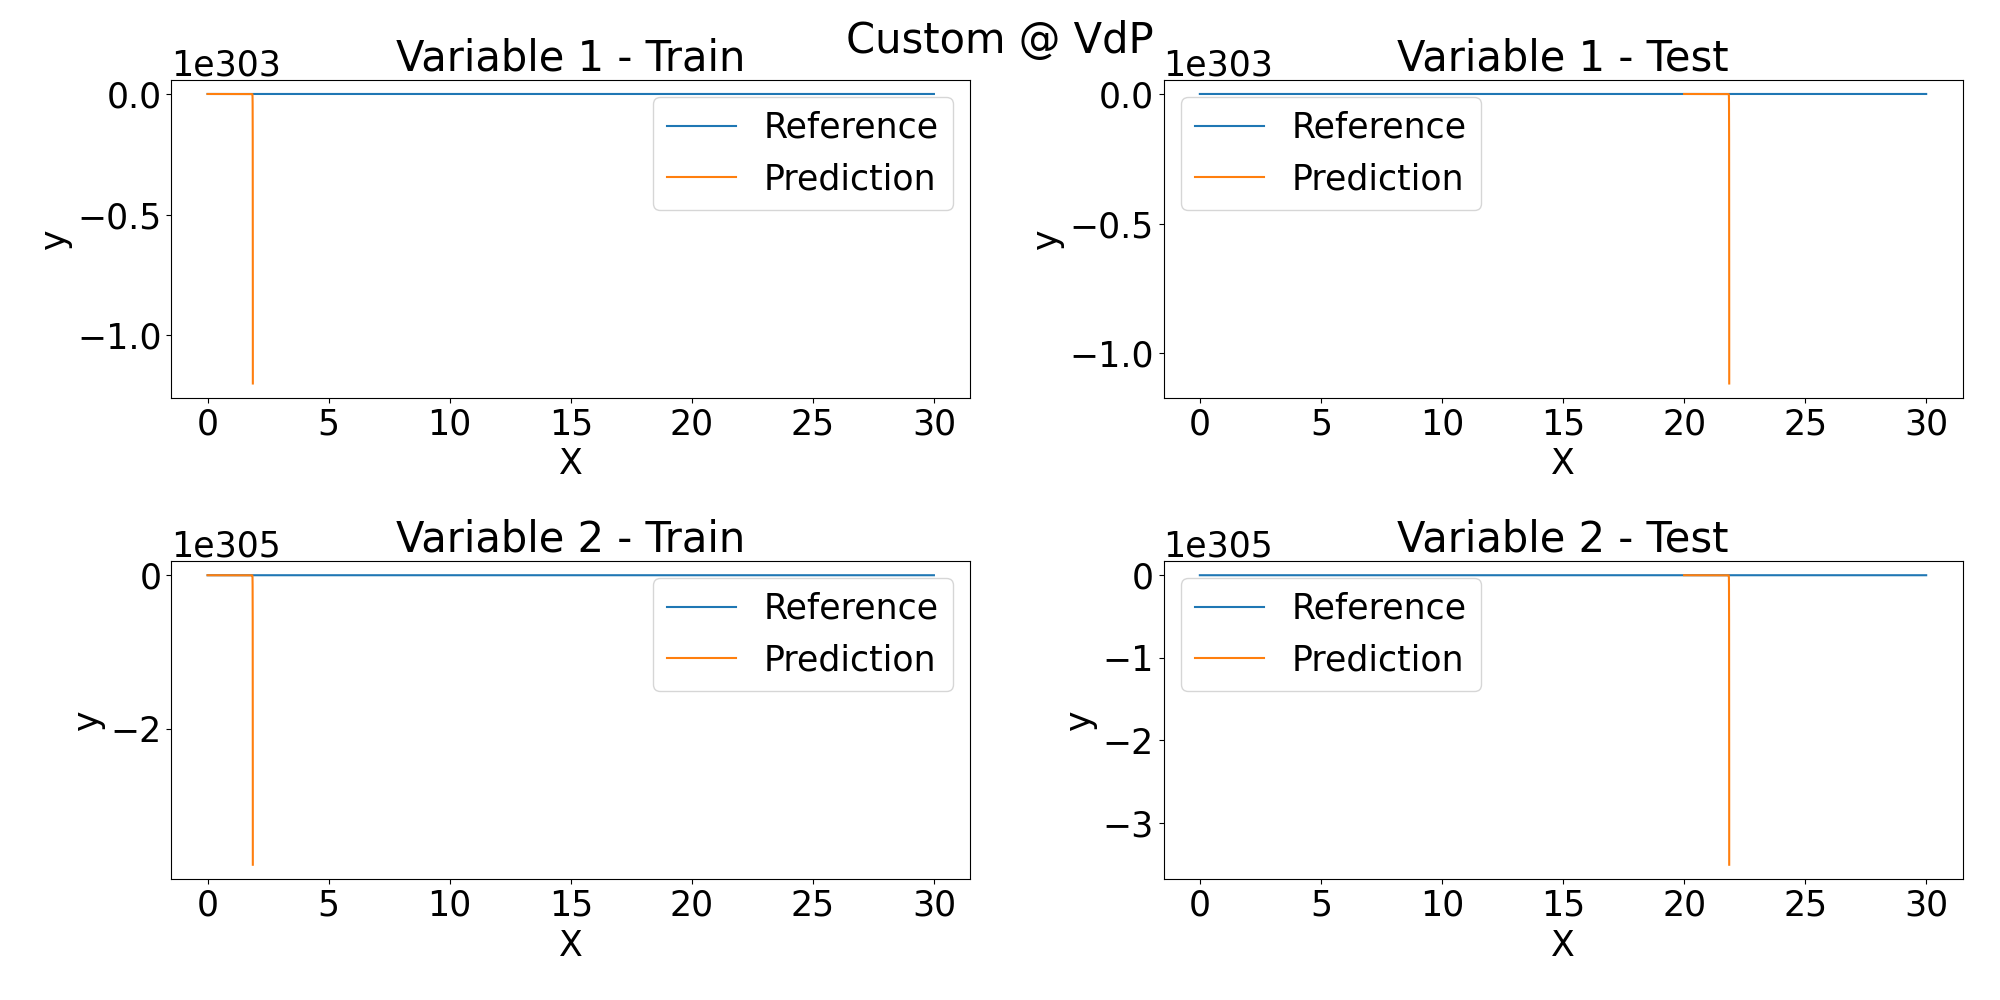 Custom @ VdP
Variable 1 - Train
1e303
0.0
−0.5
−1.0
y
Reference
Prediction
0 5 10 15 20 25 30
X
Variable 1 - Test
1e303
0.0
−0.5
−1.0
y
Reference
Prediction
0 5 10 15 20 25 30
X
Variable 2 - Train
1e305
0
−2
y
Reference
Prediction
0 5 10 15 20 25 30
X
Variable 2 - Test
1e305
0
−1
−2
−3
y
Reference
Prediction
0 5 10 15 20 25 30
X